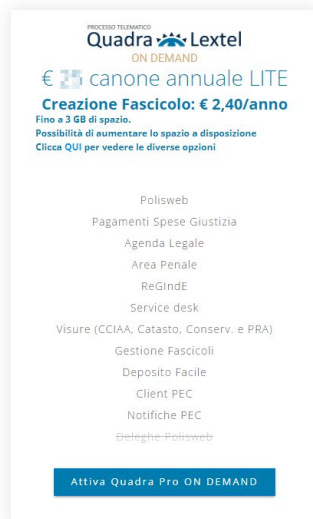 PROCESSO TELEMATICO
Quadra Lextel
ON DEMAND
€ canone annuale LITE
Creazione Fascicolo: € 2,40/anno
Fino a 3 GB di spazio.
Possibilità di aumentare lo spazio a disposizione
Clicca QUI per vedere le diverse opzioni
Polisweb
Pagamenti Spese Giustizia
Agenda Legale
Area Penale
ReGIndE
Service desk
Visure (CCIAA, Catasto, Conserv. e PRA)
Gestione Fascicoli
Deposito Facile
Client PEC
Notifiche PEC
Deleghe Polisweb
Attiva Quadra Pro ON DEMAND